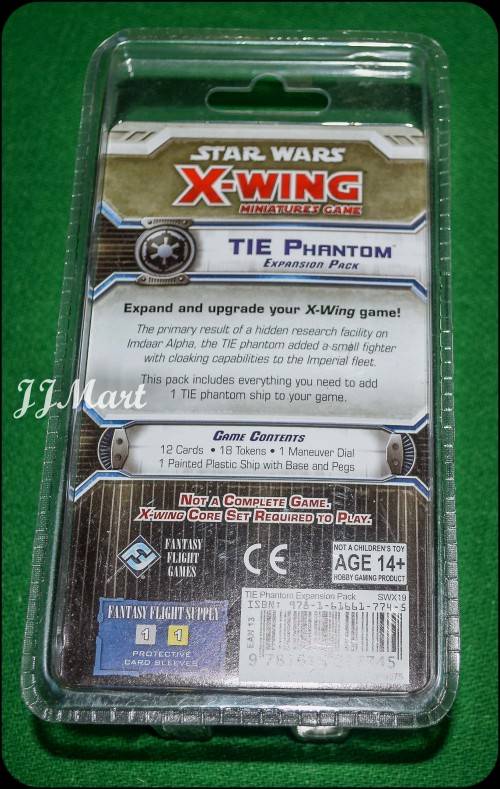 STAR WARS
X-WING
MINIATURES GAME
TIE PHANTOM™
EXPANSION PACK
Expand and upgrade your X-Wing game!
The primary result of a hidden research facility on
Imdaar Alpha, the TIE phantom added a small fighter
with cloaking capabilities to the Imperial fleet.
This pack includes everything you need to add
1 TIE phantom ship to your game.
JJMart
GAME CONTENTS
12 Cards • 18 Tokens • 1 Maneuver Dial
1 Painted Plastic Ship with Base and Pegs
NOT A COMPLETE GAME.
X-WING CORE SET REQUIRED TO PLAY.
FANTASY
FLIGHT
GAMES
CE
NOT A CHILDREN'S TOY
AGE 14+
HOBBY GAMING PRODUCT
FANTASY FLIGHT SUPPLY
1 1
PROTECTIVE
CARD SLEEVES
TIE Phantom Expansion Pack SWX19
ISBN: 978-1-61661-774-5
EAN 13